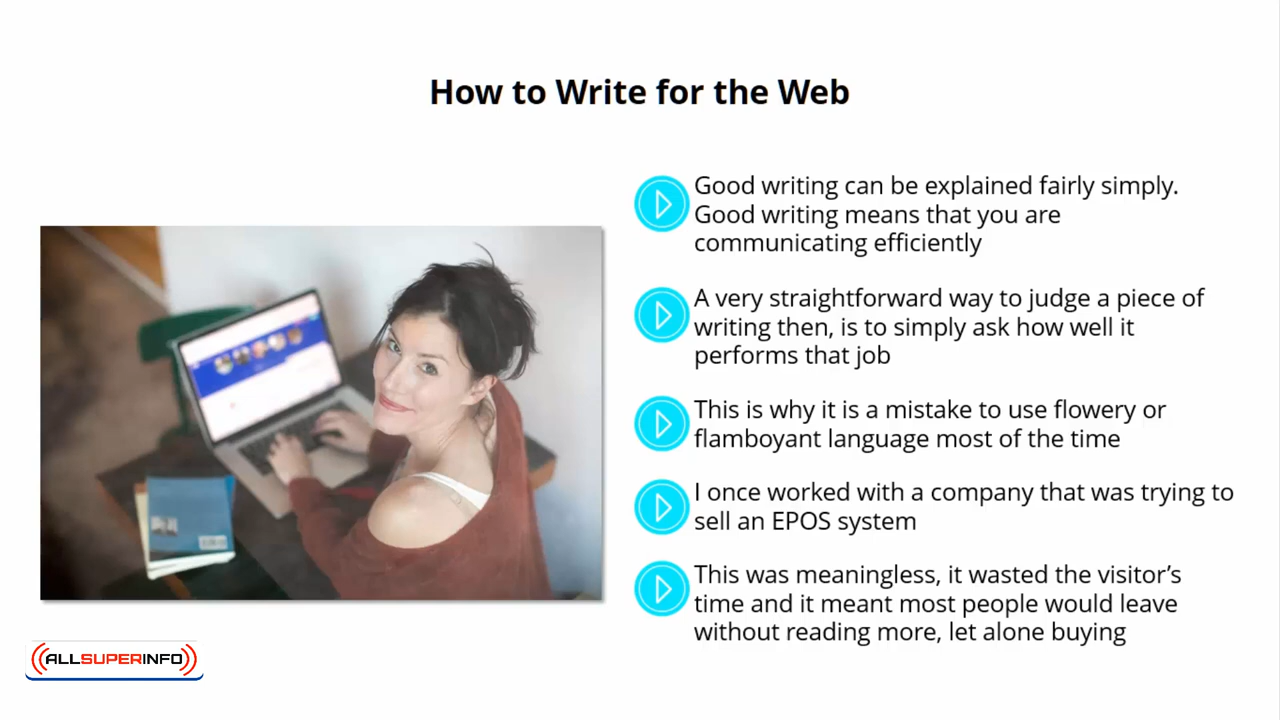 How to Write for the Web
Good writing can be explained fairly simply.
Good writing means that you are
communicating efficiently
A very straightforward way to judge a piece of
writing then, is to simply ask how well it
performs that job
This is why it is a mistake to use flowery or
flamboyant language most of the time
I once worked with a company that was trying to
sell an EPOS system
This was meaningless, it wasted the visitor’s
time and it meant most people would leave
without reading more, let alone buying
ALLSUPERINFO